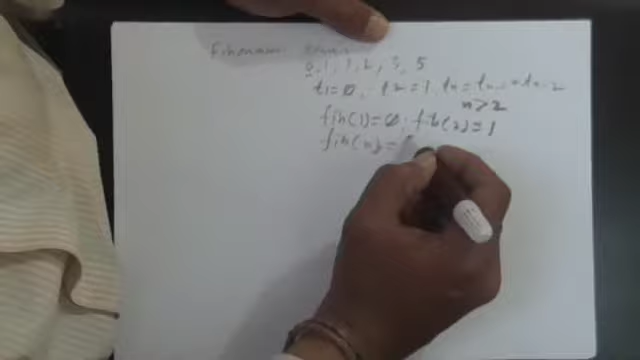 0, 1, 1, 2, 3, 5
t1=0, t2=1, tn=tn-1+tn-2
n>2
fib(1)=0, fib(2)=1
fib(n)=